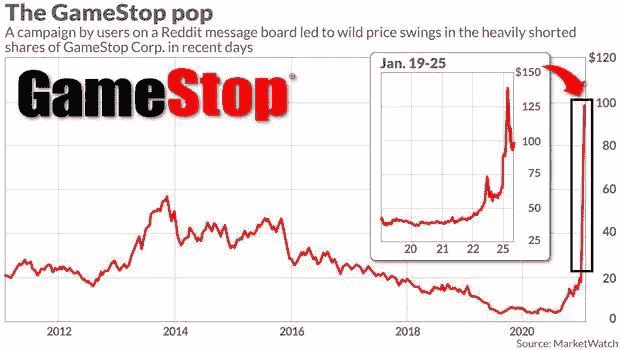 The GameStop pop
A campaign by users on a Reddit message board led to wild price swings in the heavily shorted
shares of GameStop Corp. in recent days
GameStop
Jan. 19-25
$150
125
100
75
50
25
20 21 22 22 25
$120
100
80
60
40
20
0
2012 2014 2016 2018 2020
Source: MarketWatch